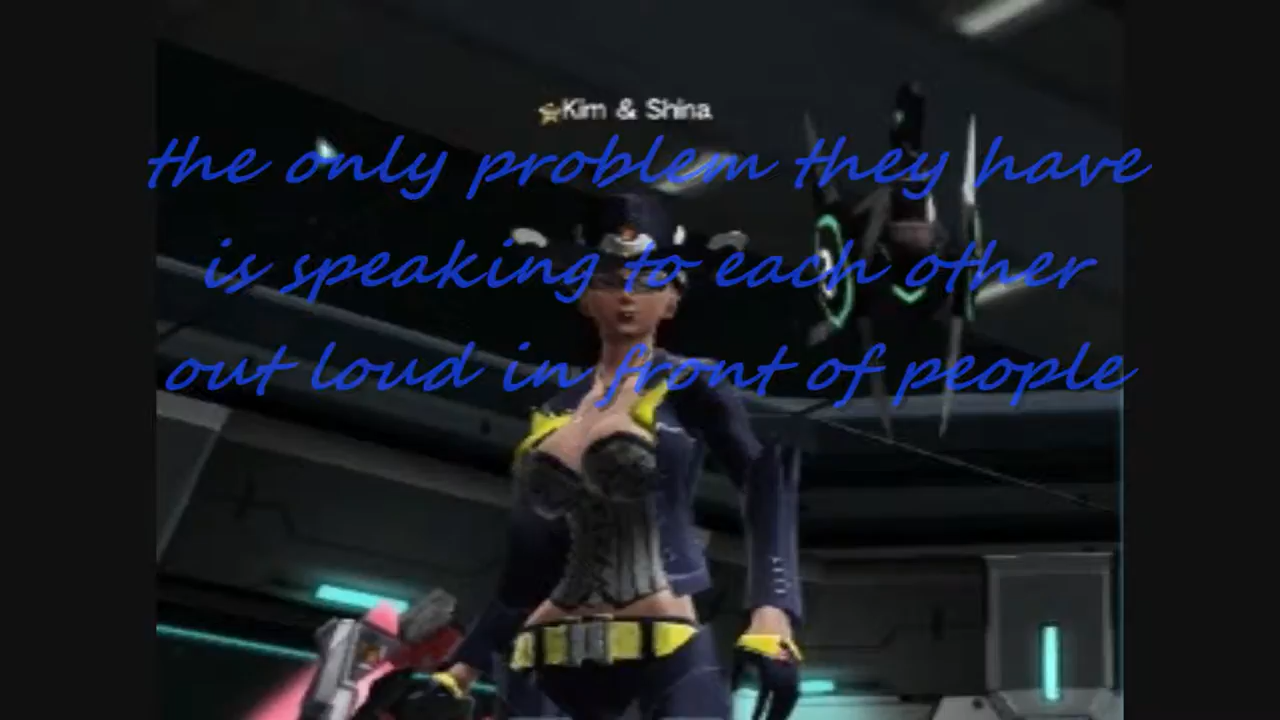 Kim & Shina
the only problem they have
is speaking to each other
out loud in front of people